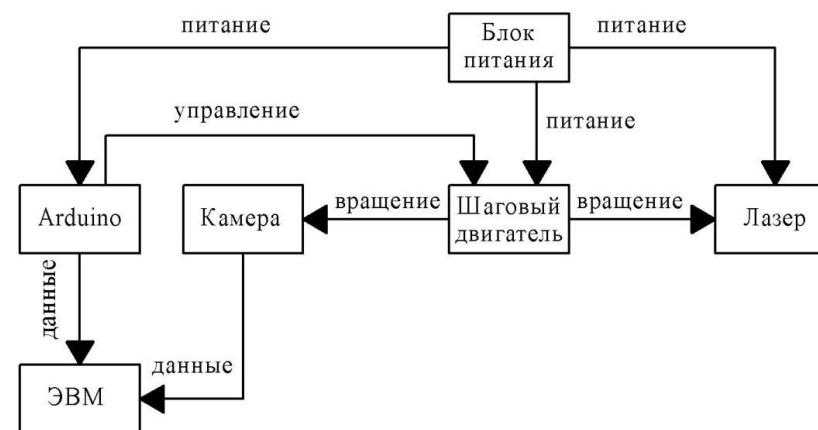 питание
Блок
питания
питание
управление
питание
Arduino
Камера
вращение
Шаговый
двигатель
вращение
Лазер
данные
данные
ЭВМ